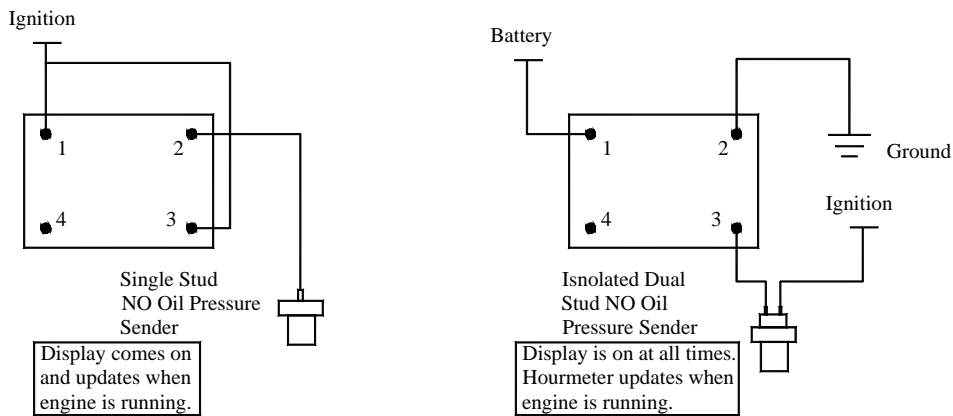 Ignition
1
2
4
3
Single Stud
NO Oil Pressure
Sender
Display comes on
and updates when
engine is running.
Battery
1
2
Ground
4
3
Ignition
Isnolated Dual
Stud NO Oil
Pressure Sender
Display is on at all times.
Hourmeter updates when
engine is running.